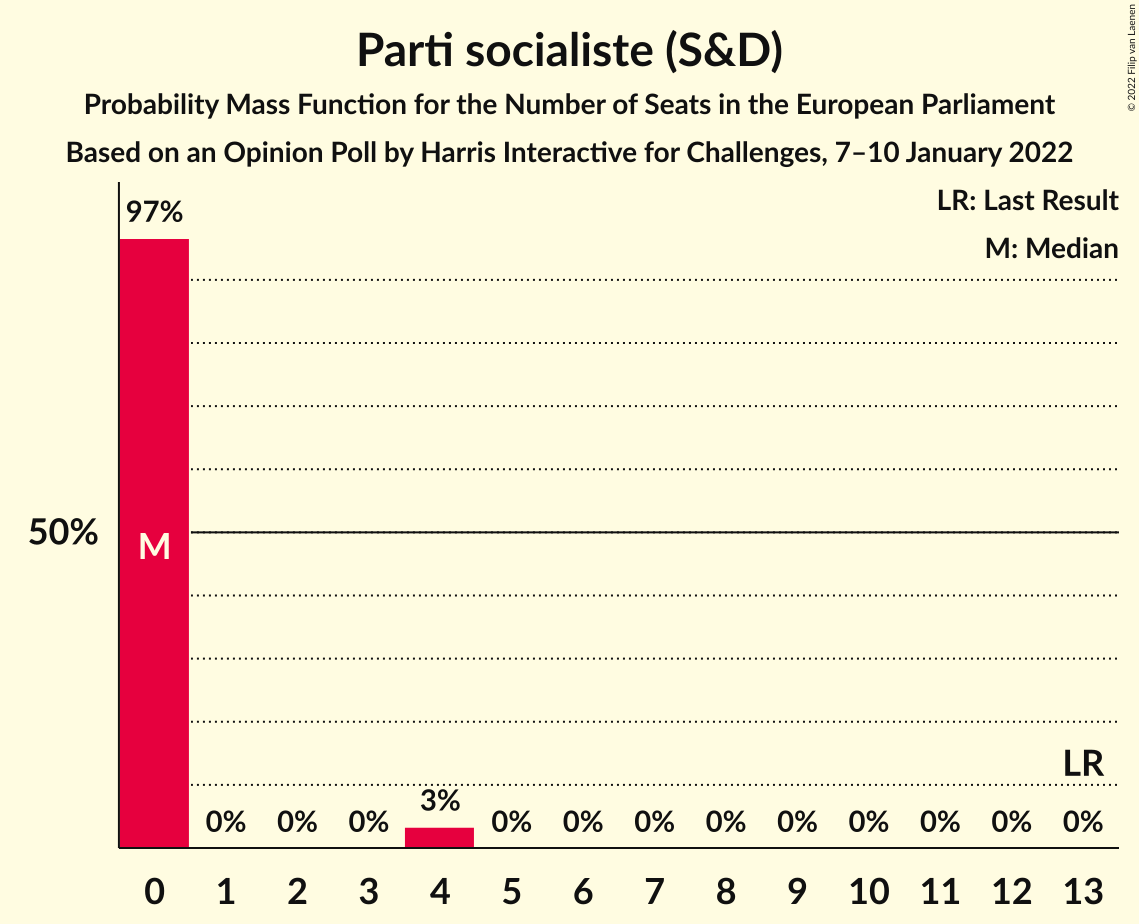 Parti socialiste (S&D)
Probability Mass Function for the Number of Seats in the European Parliament
Based on an Opinion Poll by Harris Interactive for Challenges, 7–10 January 2022
© 2022 Filip van Laenen
LR: Last Result
M: Median
97%
50%
M
LR
0% 0% 0% 3% 0% 0% 0% 0% 0% 0% 0% 0% 0%
0 1 2 3 4 5 6 7 8 9 10 11 12 13